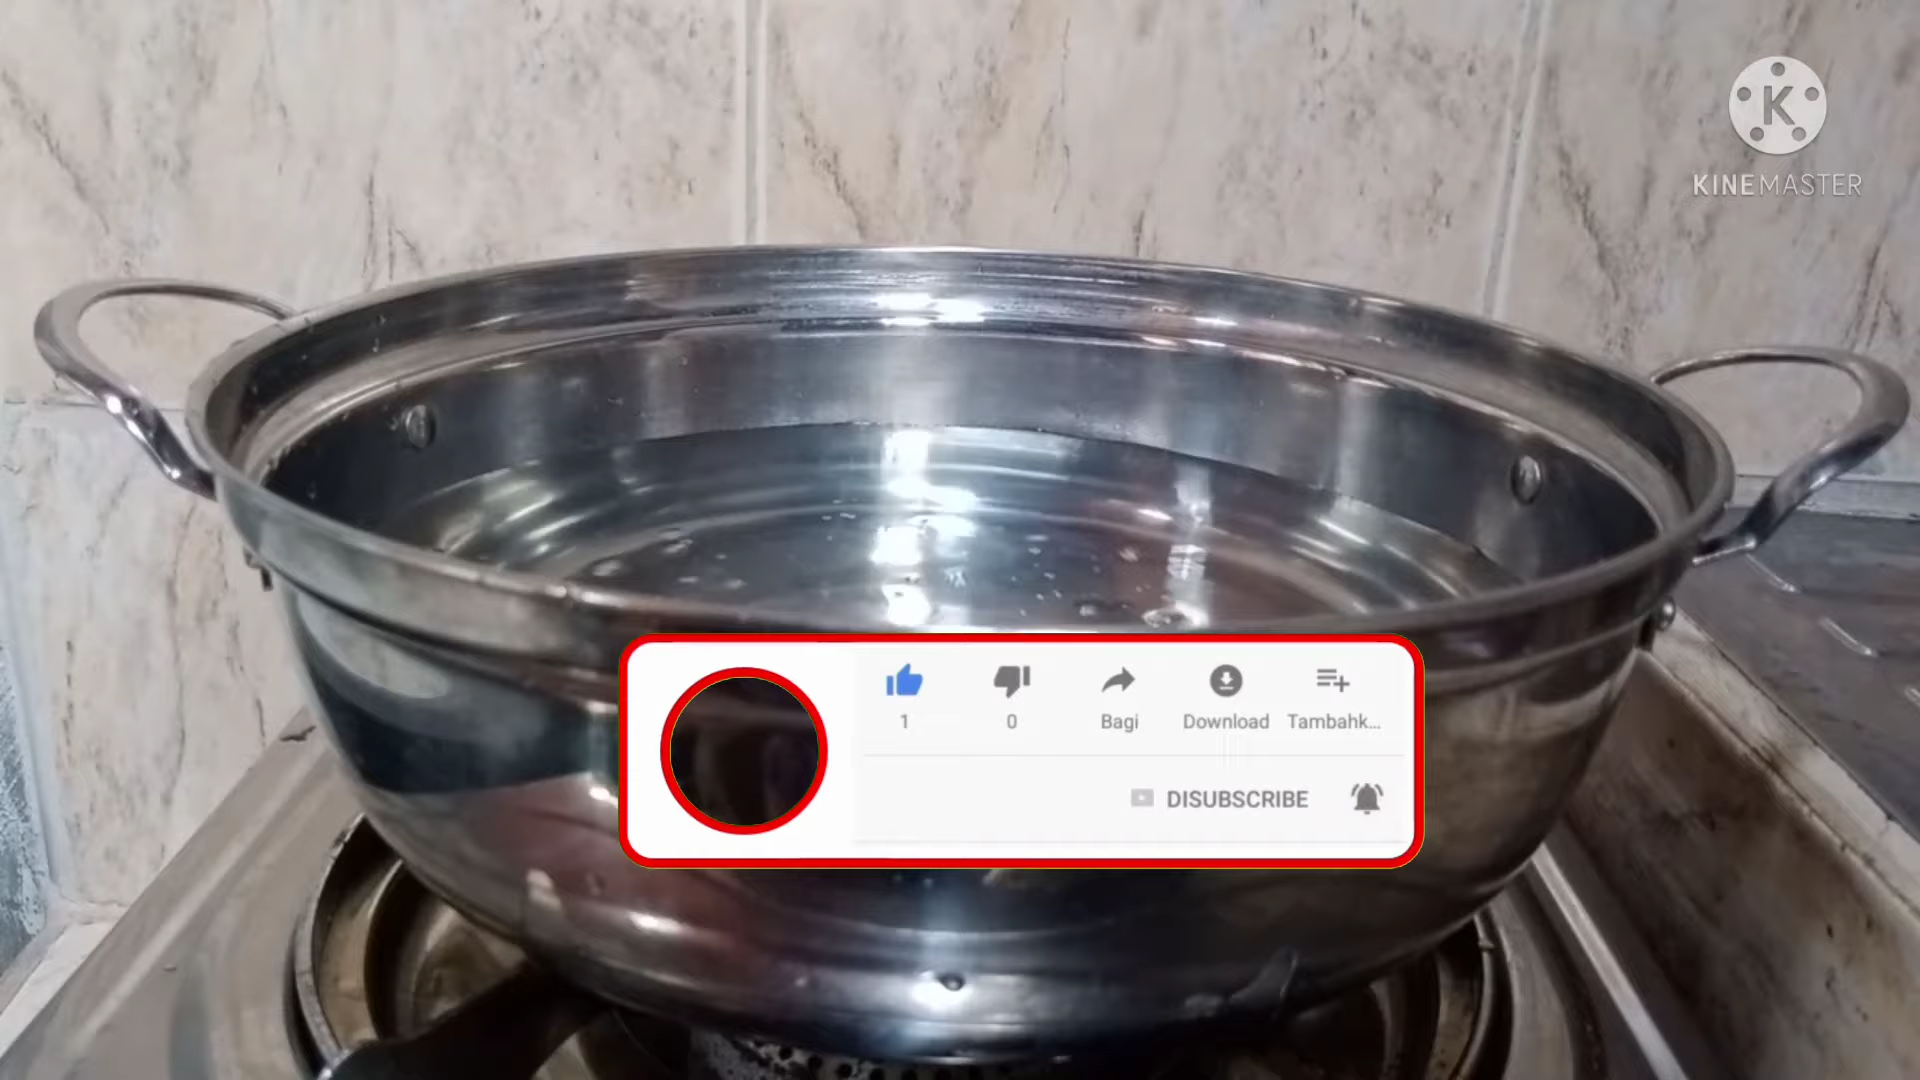 K
KINEMASTER
1
0
Bagi
Download
Tambahk...
DISUBSCRIBE